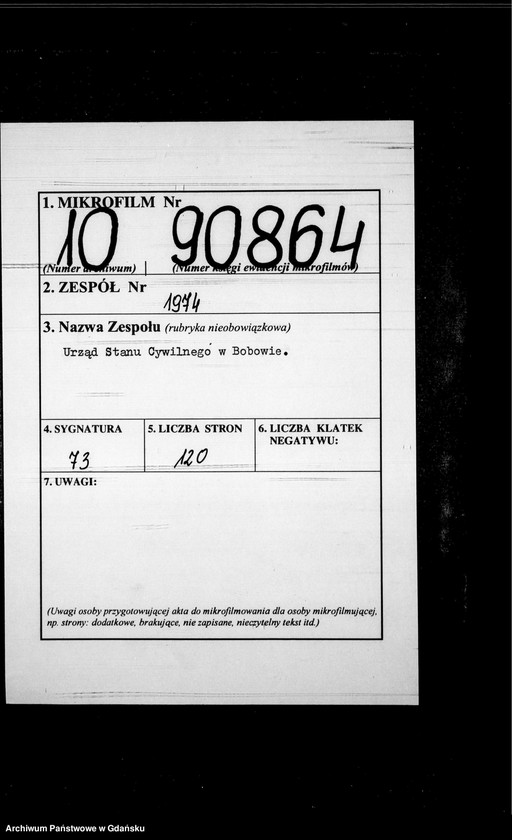 1. MIKROFILM Nr
10 90864
(Numer archiwum) (Numer księgi ewidencji mikrofilmów)
2. ZESPÓŁ Nr
1974
3. Nazwa Zespołu (rubryka nieobowiązkowa)
Urząd Stanu Cywilnego w Bobowie.
4. SYGNATURA 5. LICZBA STRON 6. LICZBA KLATEK
NEGATYWU:
73 120
7. UWAGI:
(Uwagi osoby przygotowującej akta do mikrofilmowania dla osoby mikrofilmującej,
np. strony: dodatkowe, brakujące, nie zapisane, nieczytelny tekst itd.)
Archiwum Państwowe w Gdańsku